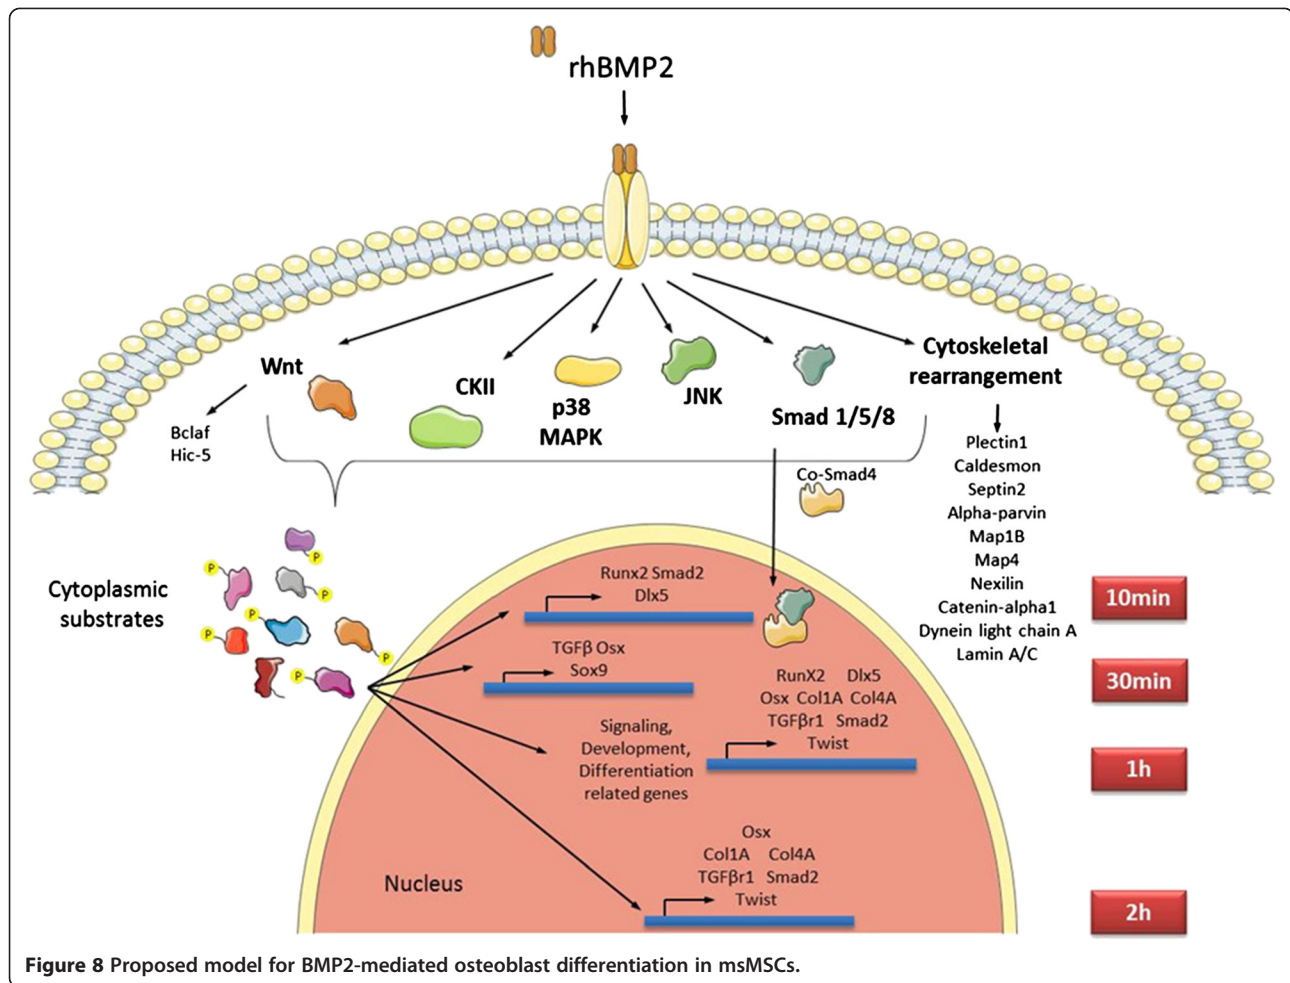 rhBMP2
Wnt
Bclaf
Hic-5
CKII
p38
MAPK
JNK
Smad 1/5/8
Co-Smad4
Cytoskeletal
rearrangement
Plectin1
Caldesmon
Septin2
Alpha-parvin
Map1B
Map4
Nexilin
Catenin-alpha1
Dynein light chain A
Lamin A/C
Cytoplasmic
substrates
P
P
P
P
P
P
P
Runx2 Smad2
Dlx5
10min
TGFβ Osx
Sox9
30min
Signaling,
Development,
Differentiation
related genes
RunX2 Dlx5
Osx Col1A Col4A
TGFβr1 Smad2
Twist
1h
Osx
Col1A Col4A
TGFβr1 Smad2
Twist
2h
Nucleus
Figure 8 Proposed model for BMP2-mediated osteoblast differentiation in msMSCs.